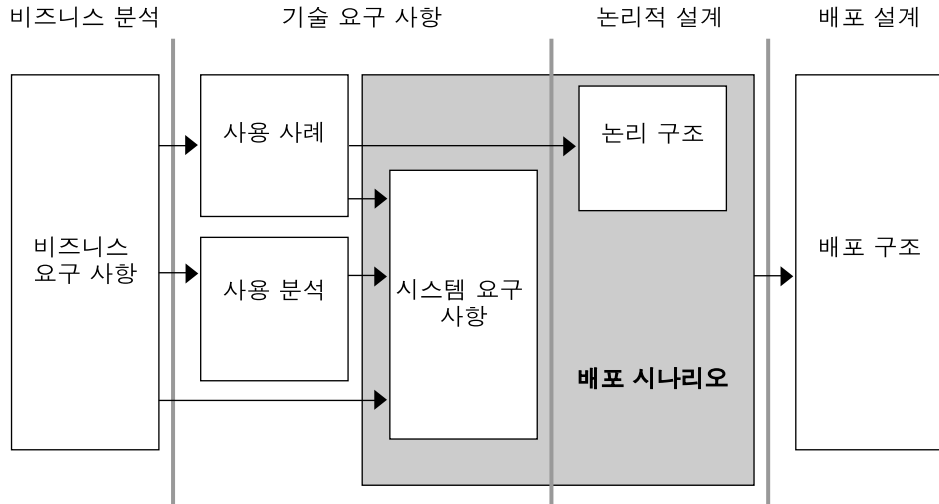 비즈니스 분석
기술 요구 사항
논리적 설계
배포 설계
비즈니스
요구 사항
사용 사례
사용 분석
시스템 요구
사항
논리 구조
배포 시나리오
배포 구조